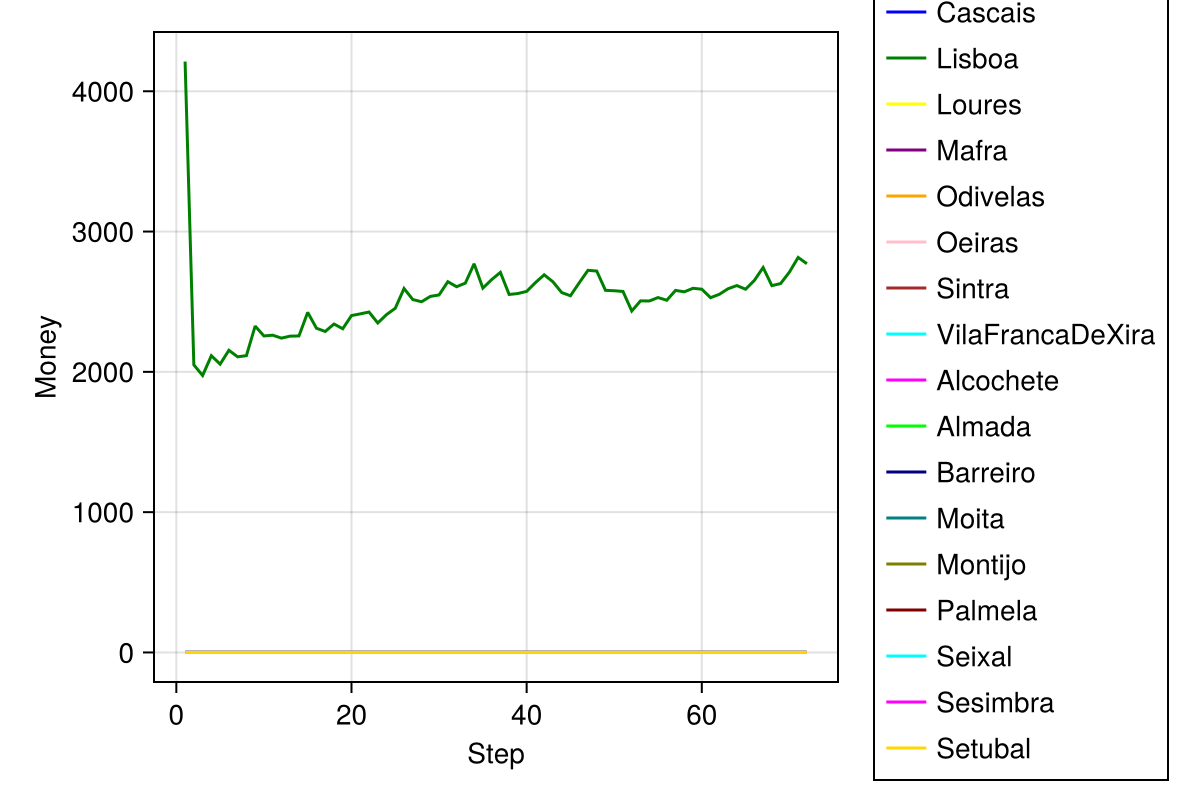 Cascais
Lisboa
Loures
Mafra
Odivelas
Oeiras
Sintra
VilaFrancaDeXira
Alcochete
Almada
Barreiro
Moita
Montijo
Palmela
Seixal
Sesimbra
Setubal
4000
3000
2000
1000
0
Money
0 20 40 60
Step